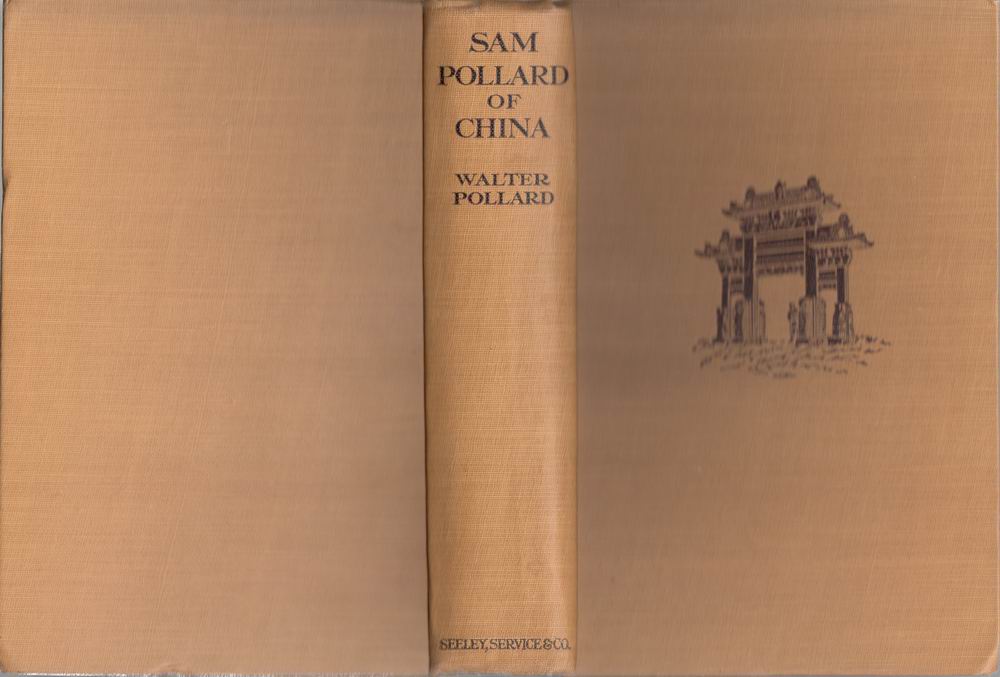 SAM
POLLARD
OF
CHINA
WALTER
POLLARD
SEELEY, SERVICE & CO.